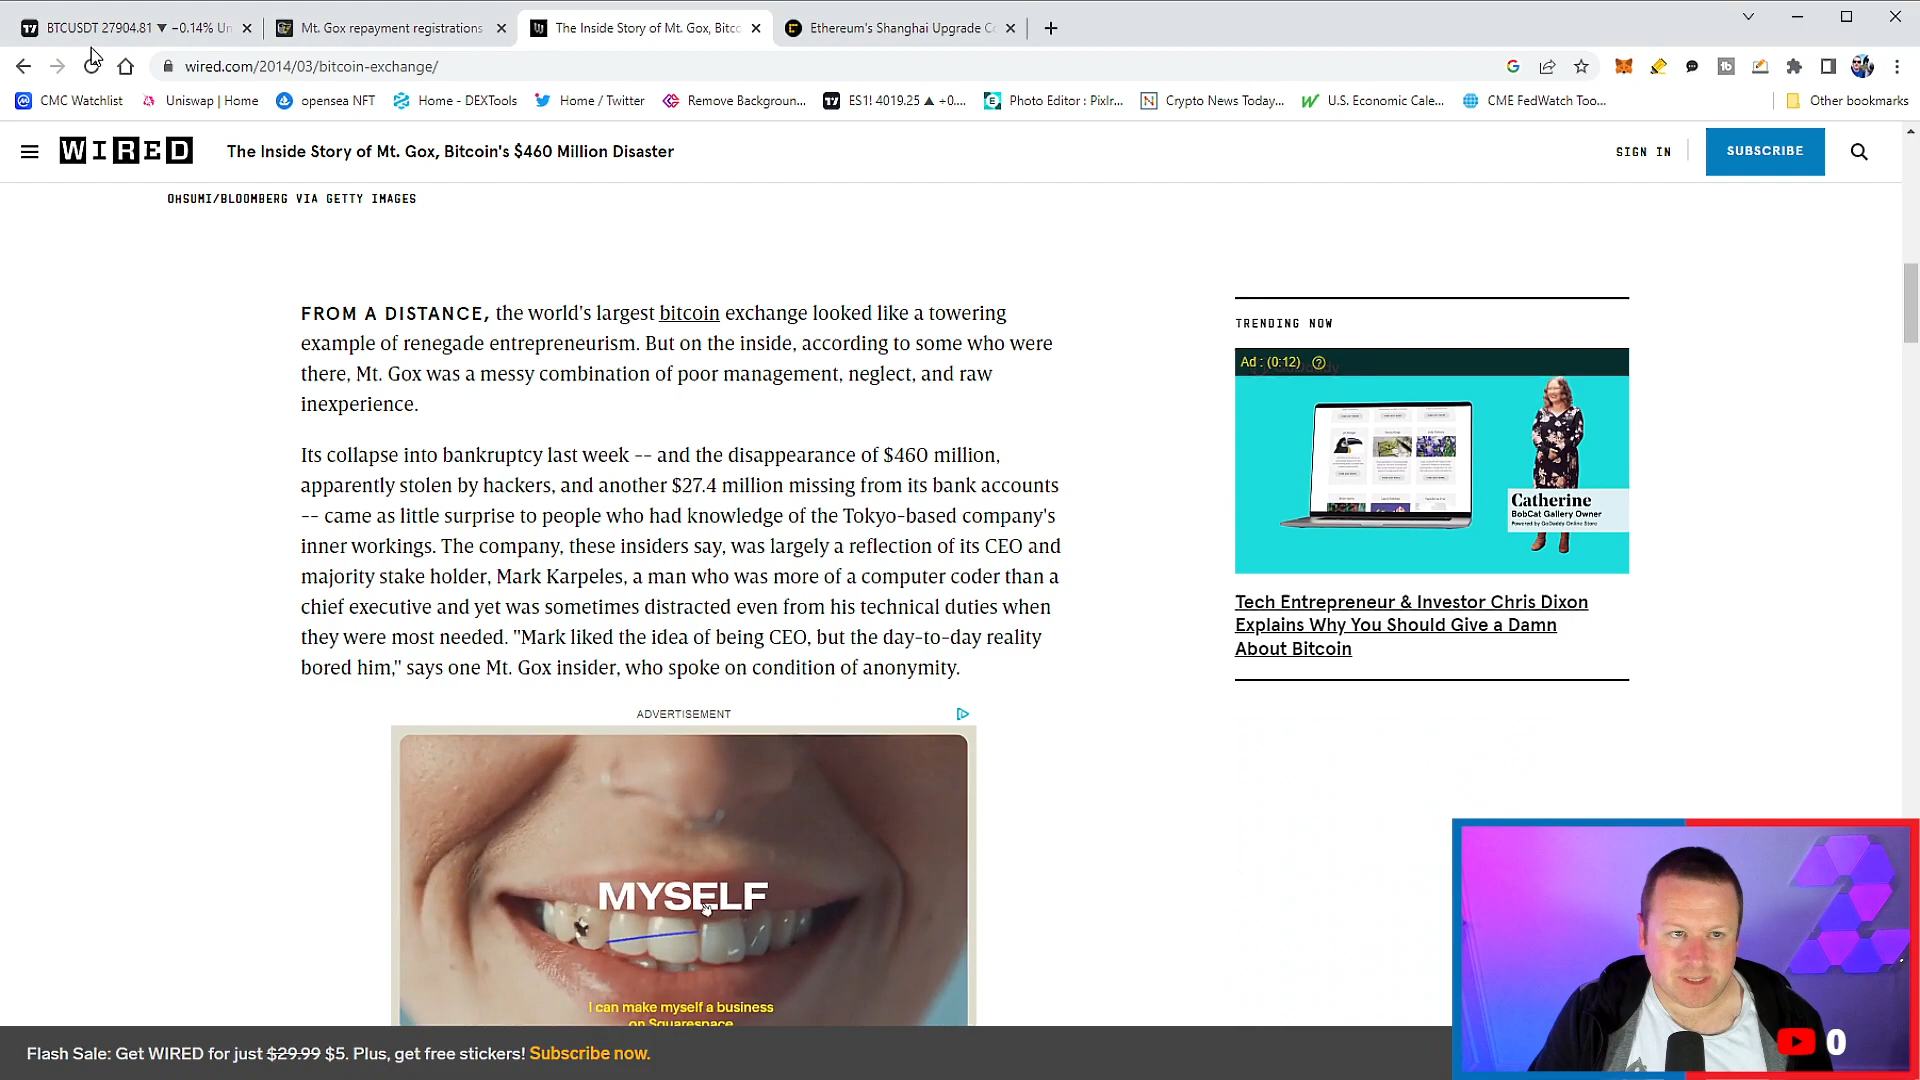 BTCUSDT 27904.81 ▼ −0.14% Un
Mt. Gox repayment registrations
The Inside Story of Mt. Gox, Bitco
Ethereum's Shanghai Upgrade Co
wired.com/2014/03/bitcoin-exchange/
CMC Watchlist
Uniswap | Home
opensea NFT
Home - DEXTools
Home / Twitter
Remove Backgroun...
ES1! 4019.25 ▲ +0....
Photo Editor : Pixlr...
Crypto News Today...
U.S. Economic Cale...
CME FedWatch Too...
Other bookmarks
WIRED
The Inside Story of Mt. Gox, Bitcoin's $460 Million Disaster
SIGN IN
SUBSCRIBE
OHSUMI/BLOOMBERG VIA GETTY IMAGES
FROM A DISTANCE, the world's largest bitcoin exchange looked like a towering
example of renegade entrepreneurism. But on the inside, according to some who were
there, Mt. Gox was a messy combination of poor management, neglect, and raw
inexperience.
Its collapse into bankruptcy last week -- and the disappearance of $460 million,
apparently stolen by hackers, and another $27.4 million missing from its bank accounts
-- came as little surprise to people who had knowledge of the Tokyo-based company's
inner workings. The company, these insiders say, was largely a reflection of its CEO and
majority stake holder, Mark Karpeles, a man who was more of a computer coder than a
chief executive and yet was sometimes distracted even from his technical duties when
they were most needed. "Mark liked the idea of being CEO, but the day-to-day reality
bored him," says one Mt. Gox insider, who spoke on condition of anonymity.
TRENDING NOW
Ad : (0:12)
Catherine
BobCat Gallery Owner
Powered by GoDaddy Online Store
Tech Entrepreneur & Investor Chris Dixon
Explains Why You Should Give a Damn
About Bitcoin
ADVERTISEMENT
MYSELF
I can make myself a business
on Squarespace
Flash Sale: Get WIRED for just $29.99 $5. Plus, get free stickers! Subscribe now.
0